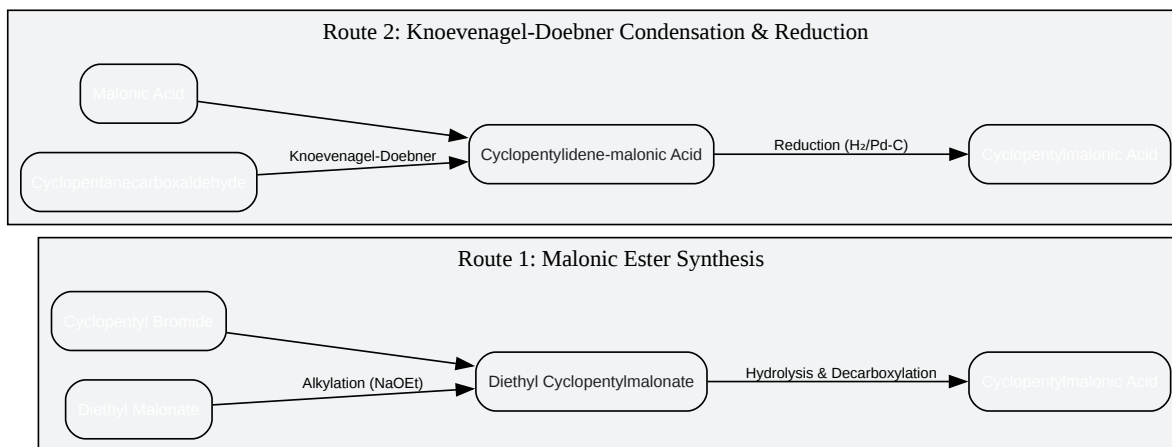 Route 2: Knoevenagel-Doebner Condensation & Reduction
Malonic Acid
Cyclopentanecarboxaldehyde
Knoevenagel-Doebner
Cyclopentylidene-malonic Acid
Reduction (H₂/Pd-C)
Cyclopentylmalonic Acid
Route 1: Malonic Ester Synthesis
Cyclopentyl Bromide
Diethyl Malonate
Alkylation (NaOEt)
Diethyl Cyclopentylmalonate
Hydrolysis & Decarboxylation
Cyclopentylmalonic Acid